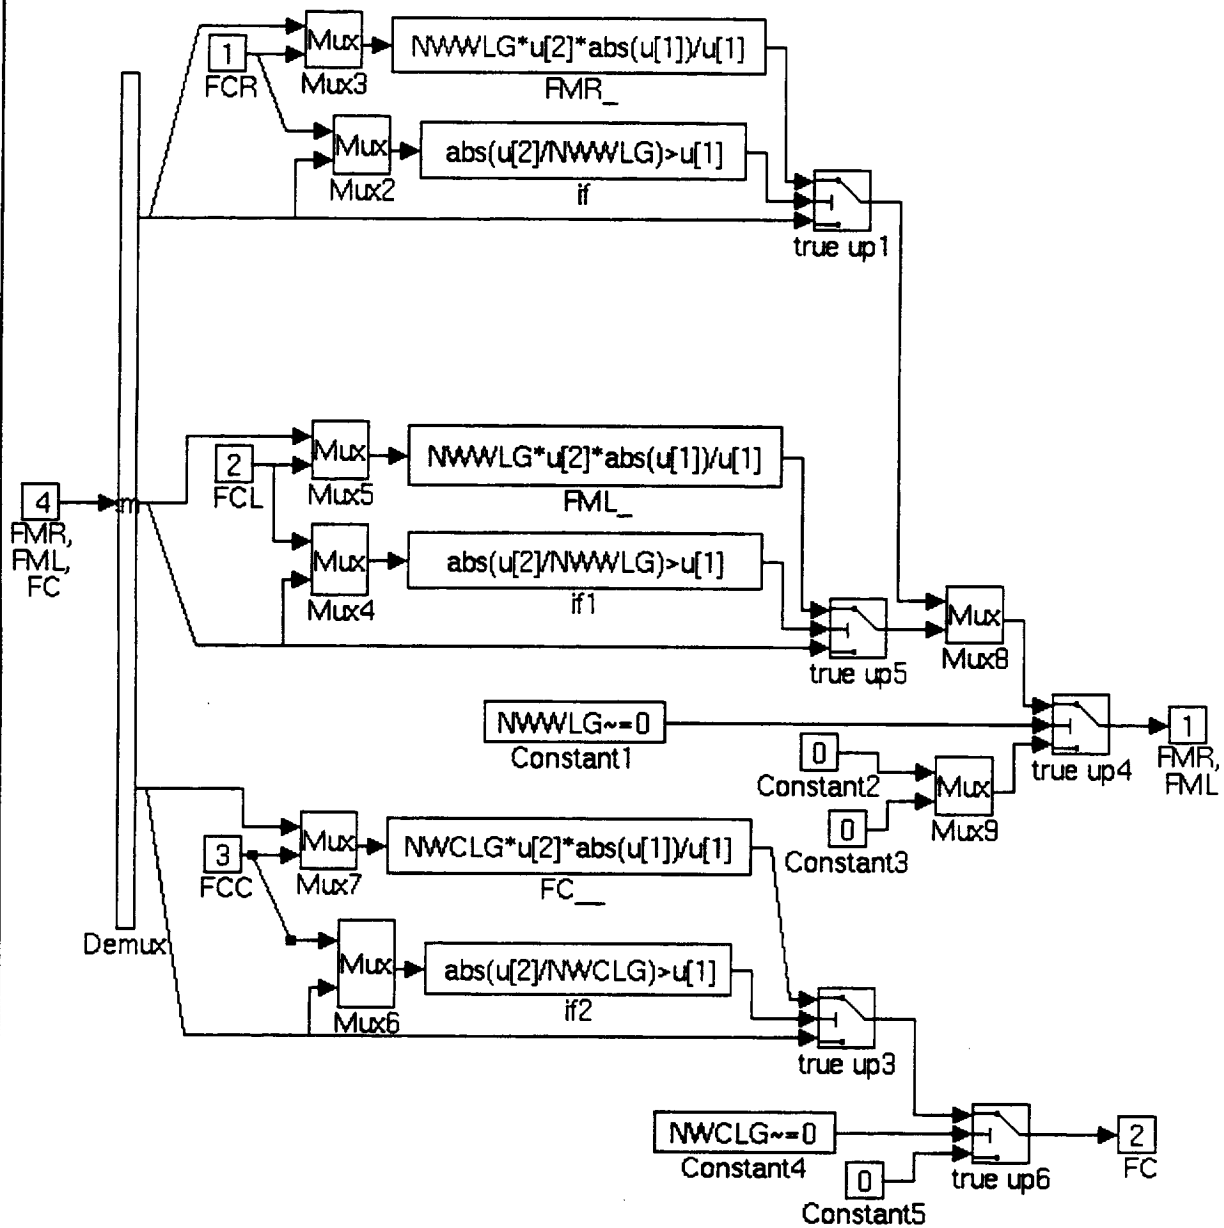 Mux
NWWLG*u[2]*abs(u[1])/u[1]
1
FCR
Mux3
FMR_
Mux
abs(u[2]/NWWLG)>u[1]
Mux2
if
true up1
Mux
NWWLG*u[2]*abs(u[1])/u[1]
2
FCL
Mux5
FML_
4
m
FMR,
FML,
FC
Mux
abs(u[2]/NWWLG)>u[1]
Mux4
if1
Mux
true up5
Mux8
NWWLG~=0
Constant1
1
FMR,
FML
true up4
0
Constant2
Mux
0
Mux9
Constant3
Mux
NWCLG*u[2]*abs(u[1])/u[1]
3
FCC
Mux7
FC__
Demux
Mux
abs(u[2]/NWCLG)>u[1]
Mux6
if2
true up3
NWCLG~=0
Constant4
2
FC
0
true up6
Constant5